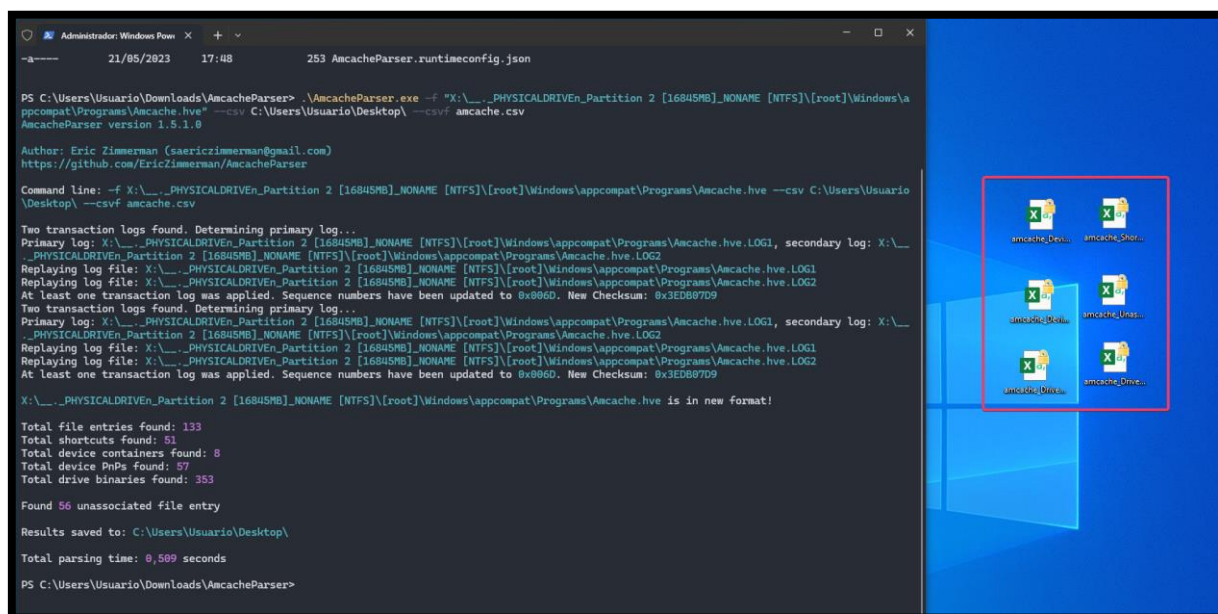 Administrador: Windows Powe
-a---- 21/05/2023 17:48 253 AmcacheParser.runtimeconfig.json
PS C:\Users\Usuario\Downloads\AmcacheParser> .\AmcacheParser.exe -f "X:\__._PHYSICALDRIVEn_Partition 2 [16845MB]_NONAME [NTFS]\[root]\Windows\a
ppcompat\Programs\Amcache.hve" --csv C:\Users\Usuario\Desktop\ --csvf amcache.csv
AmcacheParser version 1.5.1.0
Author: Eric Zimmerman (saericzimmerman@gmail.com)
https://github.com/EricZimmerman/AmcacheParser
Command line: -f X:\__._PHYSICALDRIVEn_Partition 2 [16845MB]_NONAME [NTFS]\[root]\Windows\appcompat\Programs\Amcache.hve --csv C:\Users\Usuario
\Desktop\ --csvf amcache.csv
Two transaction logs found. Determining primary log...
Primary log: X:\__._PHYSICALDRIVEn_Partition 2 [16845MB]_NONAME [NTFS]\[root]\Windows\appcompat\Programs\Amcache.hve.LOG1, secondary log: X:\__
._PHYSICALDRIVEn_Partition 2 [16845MB]_NONAME [NTFS]\[root]\Windows\appcompat\Programs\Amcache.hve.LOG2
Replaying log file: X:\__._PHYSICALDRIVEn_Partition 2 [16845MB]_NONAME [NTFS]\[root]\Windows\appcompat\Programs\Amcache.hve.LOG1
Replaying log file: X:\__._PHYSICALDRIVEn_Partition 2 [16845MB]_NONAME [NTFS]\[root]\Windows\appcompat\Programs\Amcache.hve.LOG2
At least one transaction log was applied. Sequence numbers have been updated to 0x006D. New Checksum: 0x3EDB07D9
Two transaction logs found. Determining primary log...
Primary log: X:\__._PHYSICALDRIVEn_Partition 2 [16845MB]_NONAME [NTFS]\[root]\Windows\appcompat\Programs\Amcache.hve.LOG1, secondary log: X:\__
._PHYSICALDRIVEn_Partition 2 [16845MB]_NONAME [NTFS]\[root]\Windows\appcompat\Programs\Amcache.hve.LOG2
Replaying log file: X:\__._PHYSICALDRIVEn_Partition 2 [16845MB]_NONAME [NTFS]\[root]\Windows\appcompat\Programs\Amcache.hve.LOG1
Replaying log file: X:\__._PHYSICALDRIVEn_Partition 2 [16845MB]_NONAME [NTFS]\[root]\Windows\appcompat\Programs\Amcache.hve.LOG2
At least one transaction log was applied. Sequence numbers have been updated to 0x006D. New Checksum: 0x3EDB07D9
X:\__._PHYSICALDRIVEn_Partition 2 [16845MB]_NONAME [NTFS]\[root]\Windows\appcompat\Programs\Amcache.hve is in new format!
Total file entries found: 133
Total shortcuts found: 51
Total device containers found: 8
Total device PnPs found: 57
Total drive binaries found: 353
Found 56 unassociated file entry
Results saved to: C:\Users\Usuario\Desktop\
Total parsing time: 0,509 seconds
PS C:\Users\Usuario\Downloads\AmcacheParser>
amcache_Devi... amcache_Shor...
amcache_Devi... amcache_Unas...
amcache_Drive... amcache_Drive...